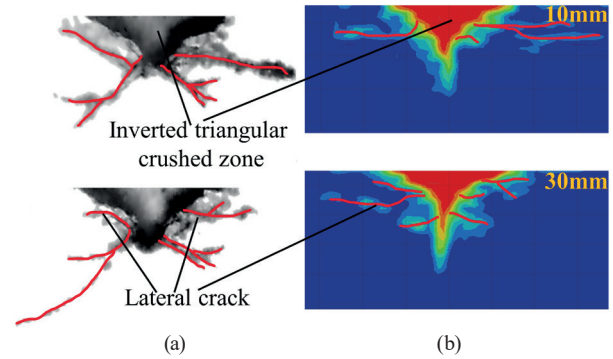 10mm
Inverted triangular
crushed zone
30mm
Lateral crack
(a)
(b)